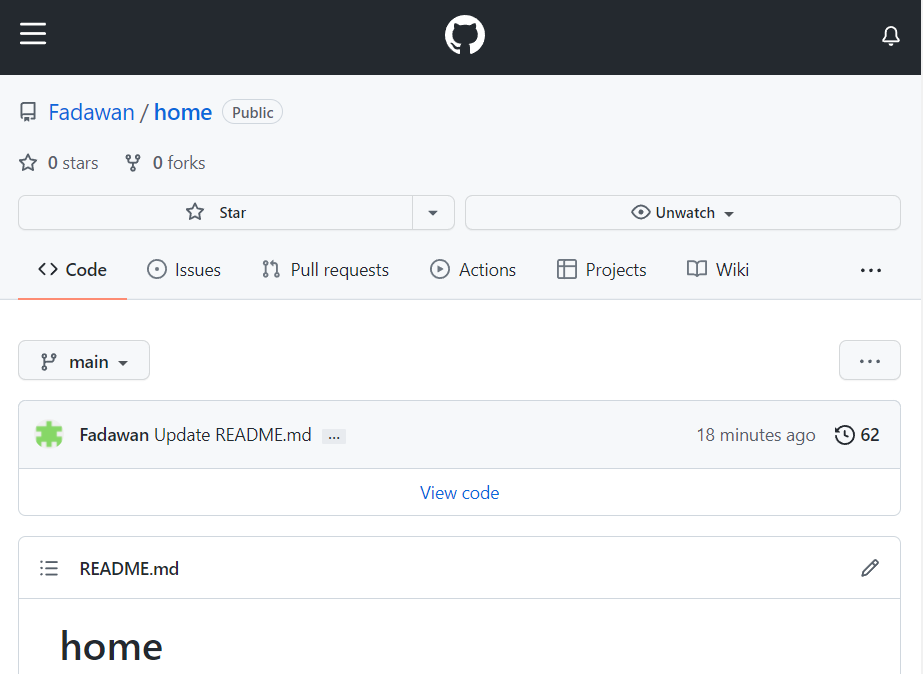 Fadawan / home Public
0 stars 0 forks
Star Unwatch
Code Issues Pull requests Actions Projects Wiki ...
main ...
Fadawan Update README.md ... 18 minutes ago 62
View code
README.md
home